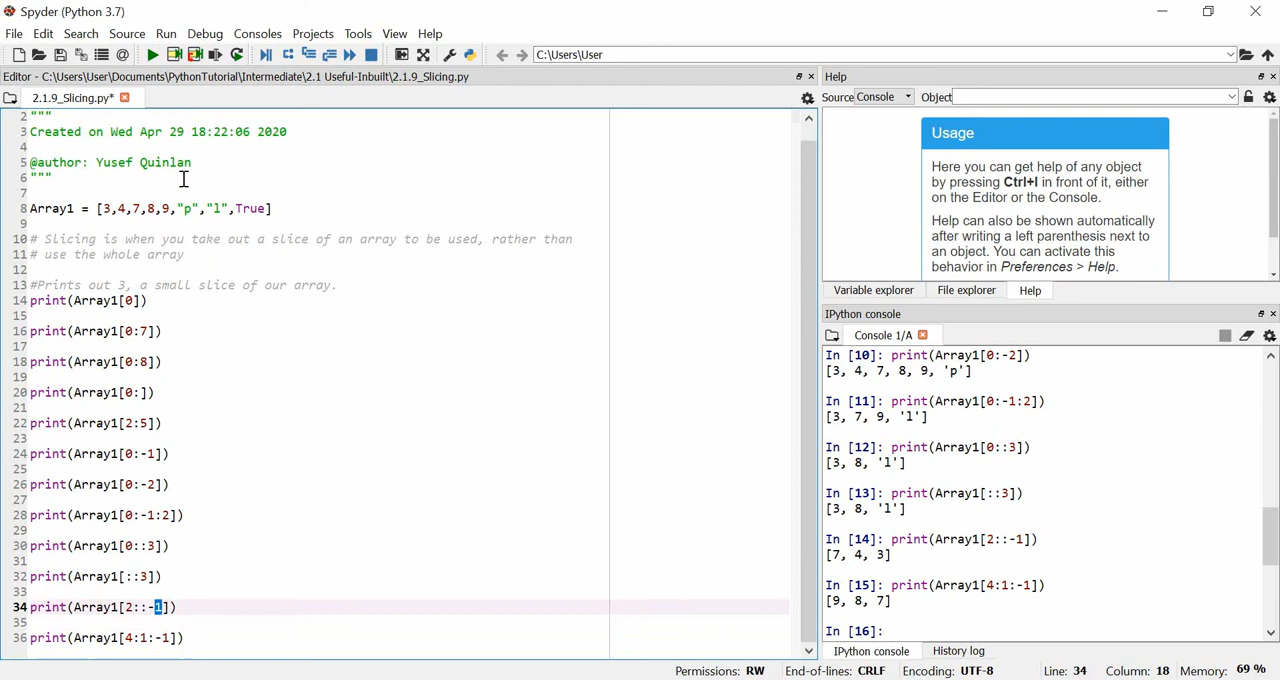 Spyder (Python 3.7)
File Edit Search Source Run Debug Consoles Projects Tools View Help
C:\Users\User
Editor - C:\Users\User\Documents\PythonTutorial\Intermediate\2.1 Useful-Inbuilt\2.1.9_Slicing.py
2.1.9_Slicing.py*
2 """
3 Created on Wed Apr 29 18:22:06 2020
4
5 @author: Yusef Quinlan
6 """
7
8 Array1 = [3,4,7,8,9,"p","l",True]
9
10 # Slicing is when you take out a slice of an array to be used, rather than
11 # use the whole array
12
13 #Prints out 3, a small slice of our array.
14 print(Array1[0])
15
16 print(Array1[0:7])
17
18 print(Array1[0:8])
19
20 print(Array1[0:])
21
22 print(Array1[2:5])
23
24 print(Array1[0:-1])
25
26 print(Array1[0:-2])
27
28 print(Array1[0:-1:2])
29
30 print(Array1[0::3])
31
32 print(Array1[::3])
33
34 print(Array1[2::-1])
35
36 print(Array1[4:1:-1])
Help
Source Console Object
Usage
Here you can get help of any object
by pressing Ctrl+I in front of it, either
on the Editor or the Console.
Help can also be shown automatically
after writing a left parenthesis next to
an object. You can activate this
behavior in Preferences > Help.
Variable explorer File explorer Help
IPython console
Console 1/A
In [10]: print(Array1[0:-2])
[3, 4, 7, 8, 9, 'p']
In [11]: print(Array1[0:-1:2])
[3, 7, 9, 'l']
In [12]: print(Array1[0::3])
[3, 8, 'l']
In [13]: print(Array1[::3])
[3, 8, 'l']
In [14]: print(Array1[2::-1])
[7, 4, 3]
In [15]: print(Array1[4:1:-1])
[9, 8, 7]
In [16]:
IPython console History log
Permissions: RW End-of-lines: CRLF Encoding: UTF-8 Line: 34 Column: 18 Memory: 69 %